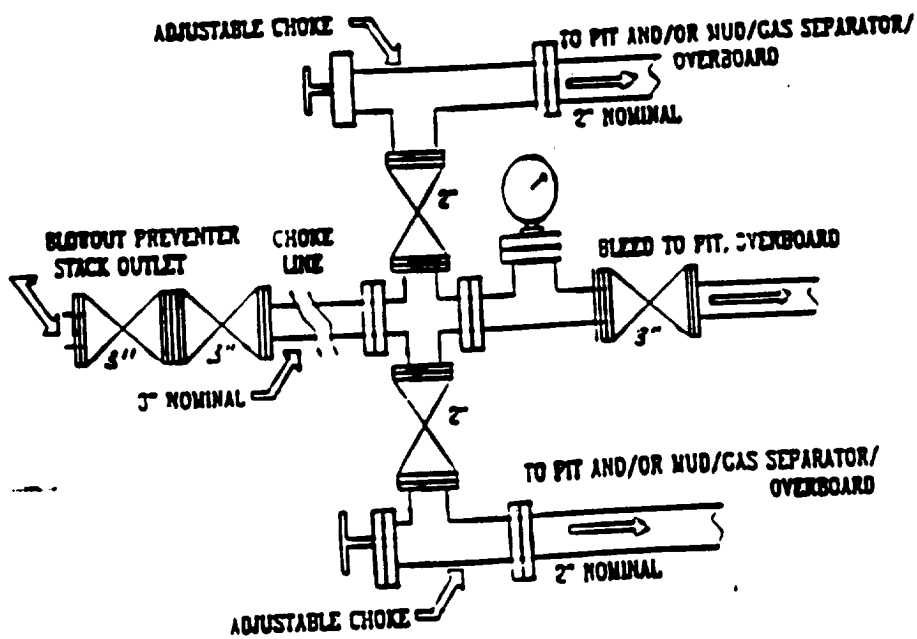 ADJUSTABLE CHOKE
TO PIT AND/OR MUD/GAS SEPARATOR/
OVERBOARD
2" NOMINAL
2"
BLOWOUT PREVENTER
STACK OUTLET
CHOKE
LINE
BLEED TO PIT, OVERBOARD
3"
3"
3"
3" NOMINAL
2"
TO PIT AND/OR MUD/GAS SEPARATOR/
OVERBOARD
2" NOMINAL
ADJUSTABLE CHOKE